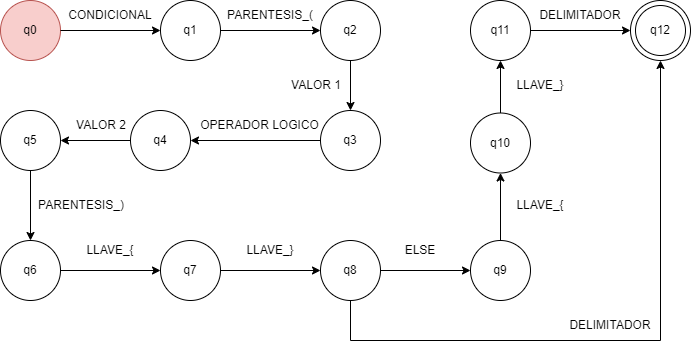 q0
CONDICIONAL
q1
PARENTESIS_(
q2
VALOR 1
q3
OPERADOR LOGICO
q4
VALOR 2
q5
PARENTESIS_)
q6
LLAVE_{
q7
LLAVE_}
q8
ELSE
q9
LLAVE_{
q10
LLAVE_}
q11
DELIMITADOR
q12
DELIMITADOR